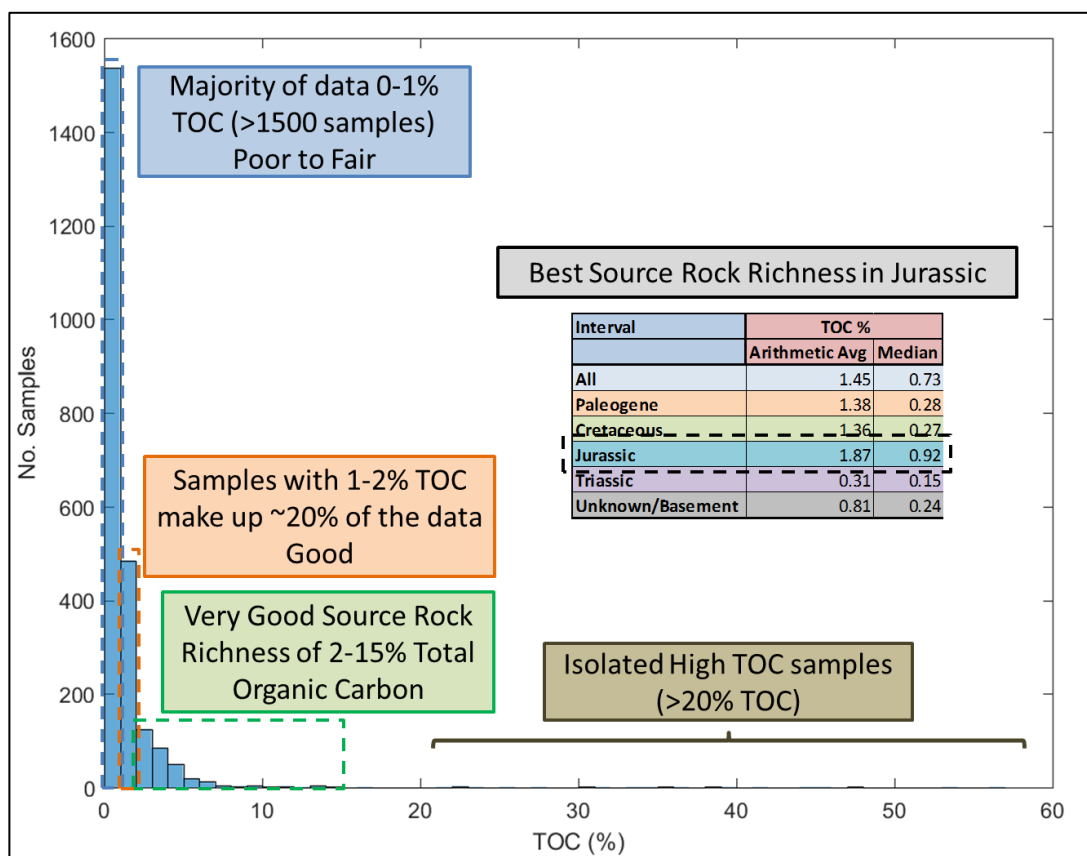 1600
1400
1200
1000
800
600
400
200
0
No. Samples
Majority of data 0-1%
TOC (>1500 samples)
Poor to Fair
Best Source Rock Richness in Jurassic
Interval TOC %
Arithmetic Avg Median
All 1.45 0.73
Paleogene 1.38 0.28
Cretaceous 1.36 0.27
Jurassic 1.87 0.92
Triassic 0.31 0.15
Unknown/Basement 0.81 0.24
Samples with 1-2% TOC
make up ~20% of the data
Good
Very Good Source Rock
Richness of 2-15% Total
Organic Carbon
Isolated High TOC samples
(>20% TOC)
0 10 20 30 40 50 60
TOC (%)